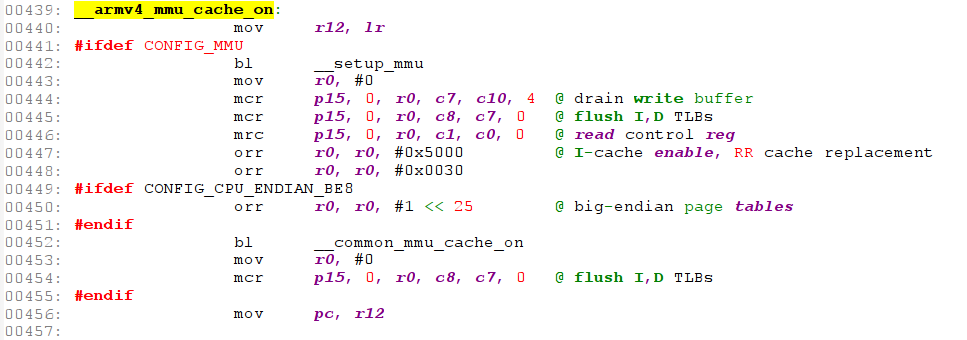 00439: __armv4_mmu_cache_on:
00440: mov r12, lr
00441: #ifdef CONFIG_MMU
00442: bl __setup_mmu
00443: mov r0, #0
00444: mcr p15, 0, r0, c7, c10, 4 @ drain write buffer
00445: mcr p15, 0, r0, c8, c7, 0 @ flush I,D TLBs
00446: mrc p15, 0, r0, c1, c0, 0 @ read control reg
00447: orr r0, r0, #0x5000 @ I-cache enable, RR cache replacement
00448: orr r0, r0, #0x0030
00449: #ifdef CONFIG_CPU_ENDIAN_BE8
00450: orr r0, r0, #1 << 25 @ big-endian page tables
00451: #endif
00452: bl __common_mmu_cache_on
00453: mov r0, #0
00454: mcr p15, 0, r0, c8, c7, 0 @ flush I,D TLBs
00455: #endif
00456: mov pc, r12
00457: